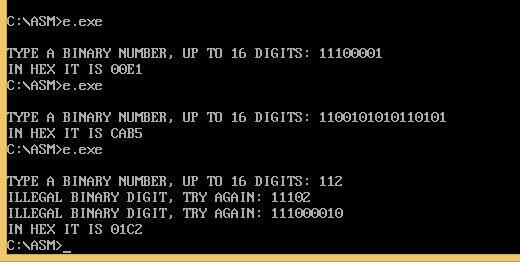 C:\ASM>e.exe
TYPE A BINARY NUMBER, UP TO 16 DIGITS: 11100001
IN HEX IT IS 00E1
C:\ASM>e.exe
TYPE A BINARY NUMBER, UP TO 16 DIGITS: 1100101010110101
IN HEX IT IS CAB5
C:\ASM>e.exe
TYPE A BINARY NUMBER, UP TO 16 DIGITS: 112
ILLEGAL BINARY DIGIT, TRY AGAIN: 11102
ILLEGAL BINARY DIGIT, TRY AGAIN: 111000010
IN HEX IT IS 01C2
C:\ASM>_